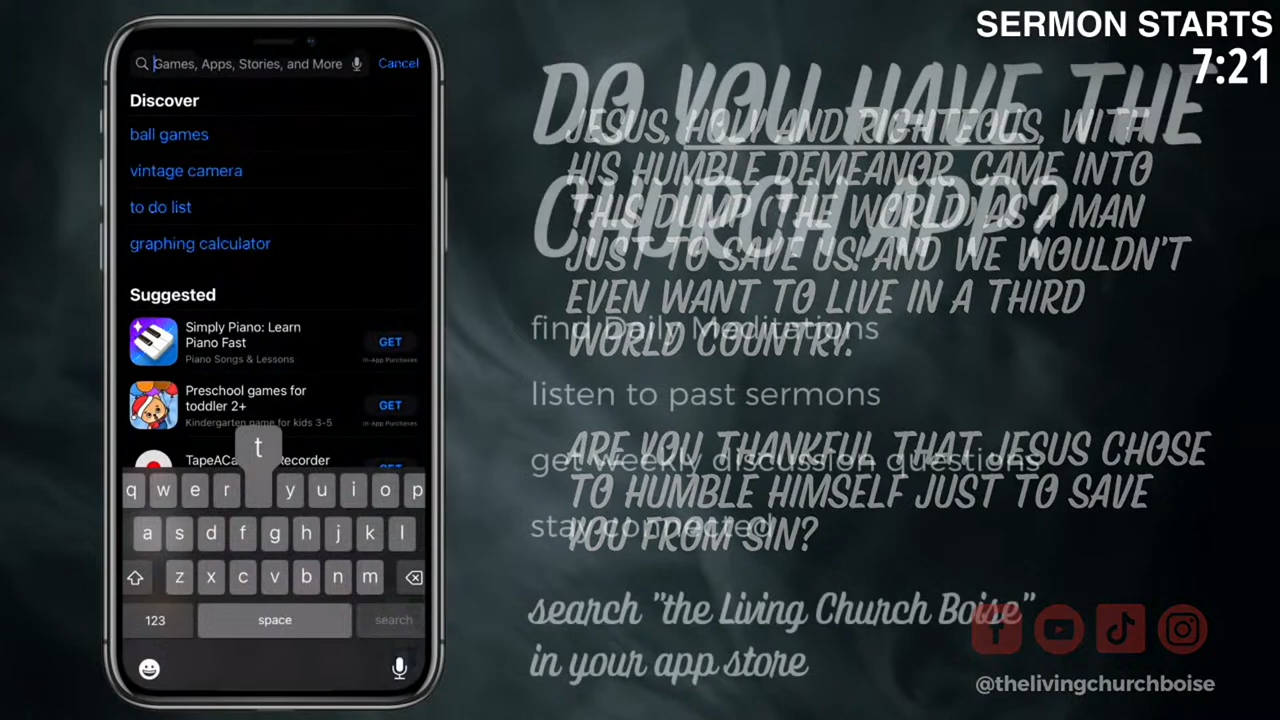 SERMON STARTS
7:21
Games, Apps, Stories, and More
Cancel
Discover
ball games
vintage camera
to do list
graphing calculator
Suggested
Simply Piano: Learn
Piano Fast
Piano Songs & Lessons
GET
In-App Purchases
Preschool games for
toddler 2+
Kindergarten game for kids 3-5
GET
In-App Purchases
Recorder
t
q w e r y u i o p
a s d f g h j k l
z x c v b n m
123 space search
DO YOU HAVE THE
CHURCH APP?
find Daily Meditations
listen to past sermons
get weekly discussion questions
stay connected
search "the Living Church Boise"
in your app store
JESUS, HOLY AND RIGHTEOUS, WITH
HIS HUMBLE DEMEANOR, CAME INTO
THIS DUMP (THE WORLD) AS A MAN
JUST TO SAVE US! AND WE WOULDN'T
EVEN WANT TO LIVE IN A THIRD
WORLD COUNTRY.
ARE YOU THANKFUL THAT JESUS CHOSE
TO HUMBLE HIMSELF JUST TO SAVE
YOU FROM SIN?
@thelivingchurchboise